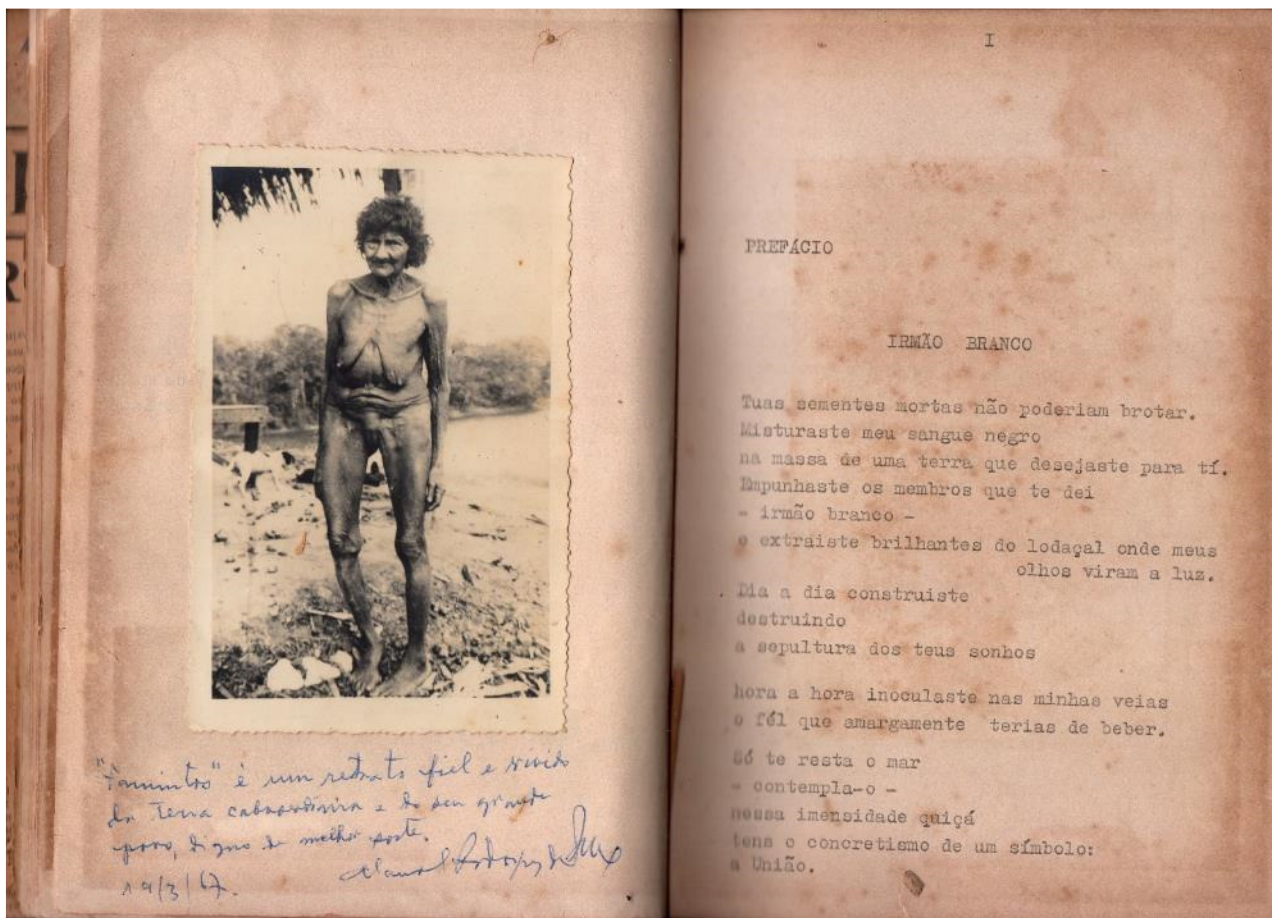 "Famintos" é um retrato fiel e vivido
da terra caboverdiana e do seu grande
povo, digno de melhor sorte.
19/3/67.
I
PREFÁCIO
IRMÃO BRANCO
Tuas sementes mortas não poderiam brotar.
Misturaste meu sangue negro
na massa de uma terra que desejaste para tí.
Empunhaste os membros que te dei
- irmão branco -
e extraiste brilhantes do lodaçal onde meus
olhos viram a luz.
Dia a dia construiste
destruindo
a sepultura dos teus sonhos
hora a hora inoculaste nas minhas veias
o fél que amargamente terias de beber.
Só te resta o mar
- contempla-o -
nessa imensidade quiçá
tens o concretismo de um símbolo:
a União.